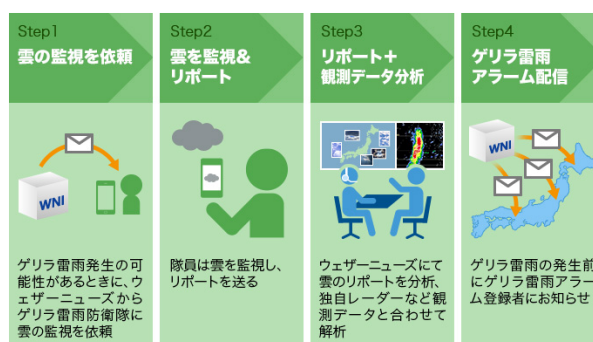 Step1
雲の監視を依頼
WNI
ゲリラ雷雨発生の可
能性があるときに、ウ
ェザーニューズから
ゲリラ雷雨防衛隊に
雲の監視を依頼
Step2
雲を監視&
リポート
隊員は雲を監視し、
リポートを送る
Step3
リポート＋
観測データ分析
ウェザーニューズにて
雲のリポートを分析、
独自レーダーなど観
測データと合わせて
解析
Step4
ゲリラ雷雨
アラーム配信
WNI
ゲリラ雷雨の発生前
にゲリラ雷雨アラー
ム登録者にお知らせ